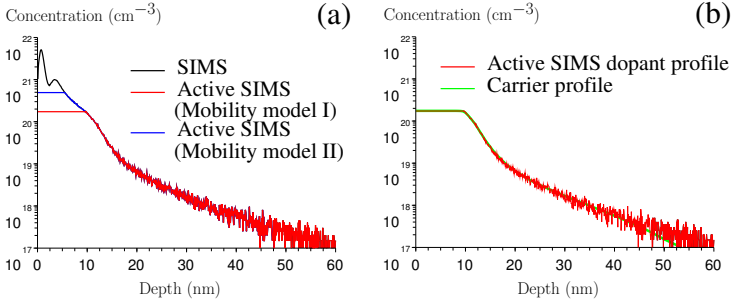 Concentration (cm⁻³)
(a)
10²²
10²¹
10²⁰
10¹⁹
10¹⁸
10¹⁷
SIMS
Active SIMS
(Mobility model I)
Active SIMS
(Mobility model II)
0 10 20 30 40 50 60
Depth (nm)
Concentration (cm⁻³)
(b)
10²²
10²¹
10²⁰
10¹⁹
10¹⁸
10¹⁷
Active SIMS dopant profile
Carrier profile
0 10 20 30 40 50 60
Depth (nm)